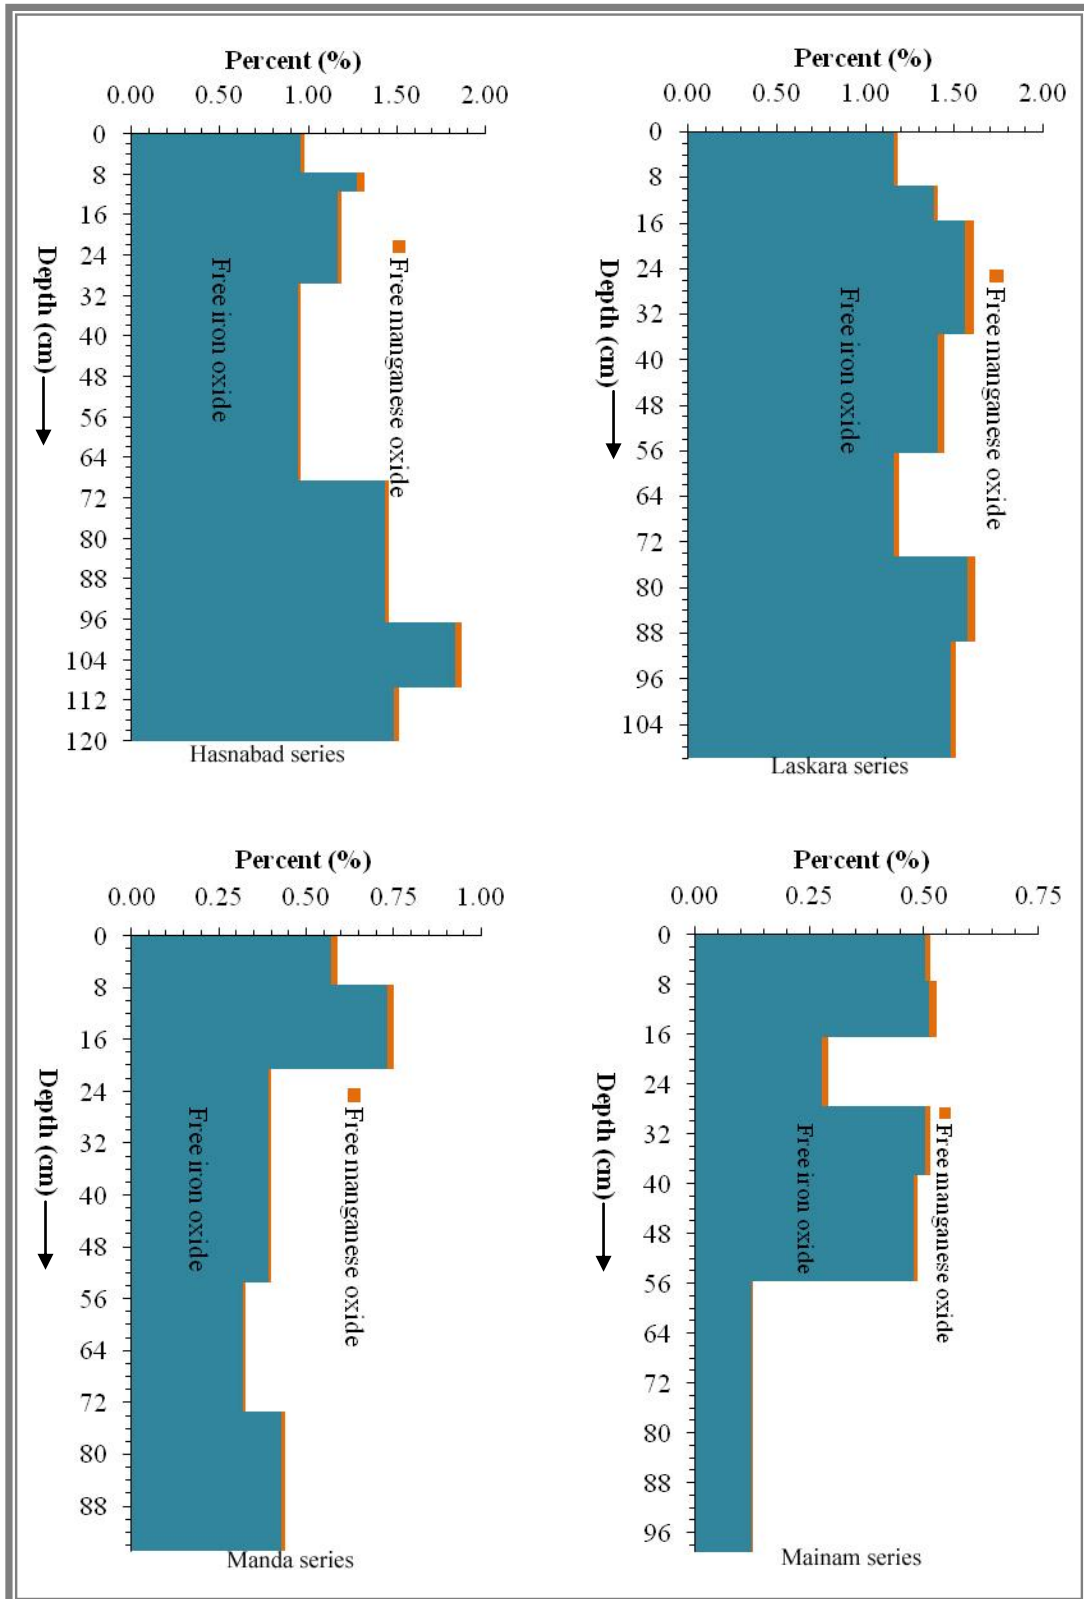 Percent (%)
0.00 0.50 1.00 1.50 2.00
0
8
16
24
32
40
48
56
64
72
80
88
96
104
112
120
Depth (cm)
Free iron oxide
Free manganese oxide
Hasnabad series
Percent (%)
0.00 0.50 1.00 1.50 2.00
0
8
16
24
32
40
48
56
64
72
80
88
96
104
Depth (cm)
Free iron oxide
Free manganese oxide
Laskara series
Percent (%)
0.00 0.25 0.50 0.75 1.00
0
8
16
24
32
40
48
56
64
72
80
88
Depth (cm)
Free iron oxide
Free manganese oxide
Manda series
Percent (%)
0.00 0.25 0.50 0.75
0
8
16
24
32
40
48
56
64
72
80
88
96
Depth (cm)
Free iron oxide
Free manganese oxide
Mainam series